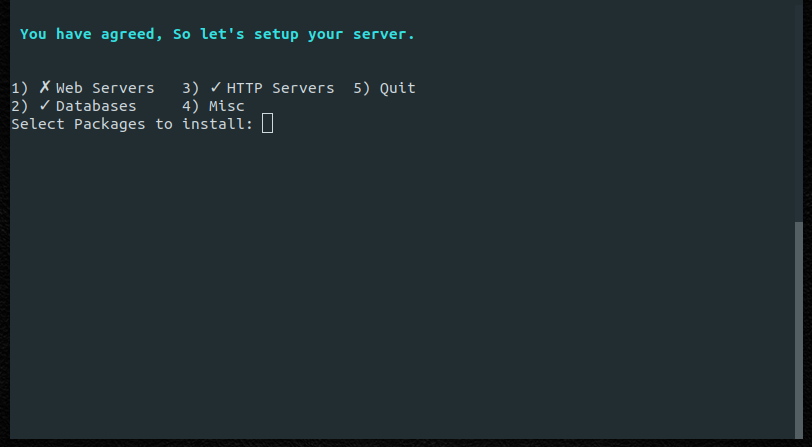 You have agreed, So let's setup your server.
1) ✗ Web Servers   3) ✓ HTTP Servers  5) Quit
2) ✓ Databases     4) Misc
Select Packages to install: